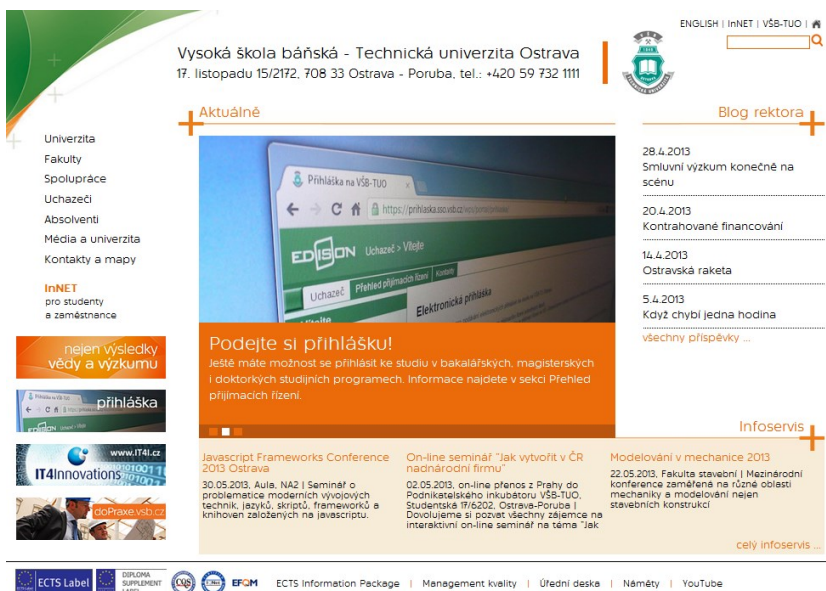 ENGLISH | InNET | VŠB-TUO |
Vysoká škola báňská - Technická univerzita Ostrava
17. listopadu 15/2172, 708 33 Ostrava - Poruba, tel.: +420 59 732 1111
Univerzita
Fakulty
Spolupráce
Uchazeči
Absolventi
Média a univerzita
Kontakty a mapy
InNET
pro studenty
a zaměstnance
nejen výsledky
vědy a výzkumu
přihláška
www.IT4I.cz
IT4Innovations
doPraxe.vsb.cz
Aktuálně
Přihláška na VŠB-TUO
https://prihlaska.sso.vsb.cz
EDISON Uchazeč > Vítejte
Uchazeč Přehled přijímacích řízení Kontakty
Vítejte
Elektronická přihláška
Podejte si přihlášku!
Ještě máte možnost se přihlásit ke studiu v bakalářských, magisterských
i doktorkých studijních programech. Informace najdete v sekci Přehled
přijímacích řízení.
Blog rektora
28.4.2013
Smluvní výzkum konečně na
scénu
20.4.2013
Kontrahované financování
14.4.2013
Ostravská raketa
5.4.2013
Když chybí jedna hodina
všechny příspěvky ...
Infoservis
Javascript Frameworks Conference
2013 Ostrava
30.05.2013, Aula, NA2 | Seminář o
problematice moderních vývojových
technik, jazyků, skriptů, frameworků a
knihoven založených na javascriptu.
On-line seminář "Jak vytvořit v ČR
nadnárodní firmu"
02.05.2013, on-line přenos z Prahy do
Podnikatelského inkubátoru VŠB-TUO,
Studentská 17/6202, Ostrava-Poruba |
Dovolujeme si pozvat všechny zájemce na
interaktivní on-line seminář na téma "Jak
Modelování v mechanice 2013
22.05.2013, Fakulta stavební | Mezinárodní
konference zaměřená na různé oblasti
mechaniky a modelování nejen
stavebních konstrukcí
celý infoservis ...
ECTS Label
DIPLOMA
SUPPLEMENT
LABEL
CQS
IQNet
EFQM
ECTS Information Package | Management kvality | Úřední deska | Náměty | YouTube